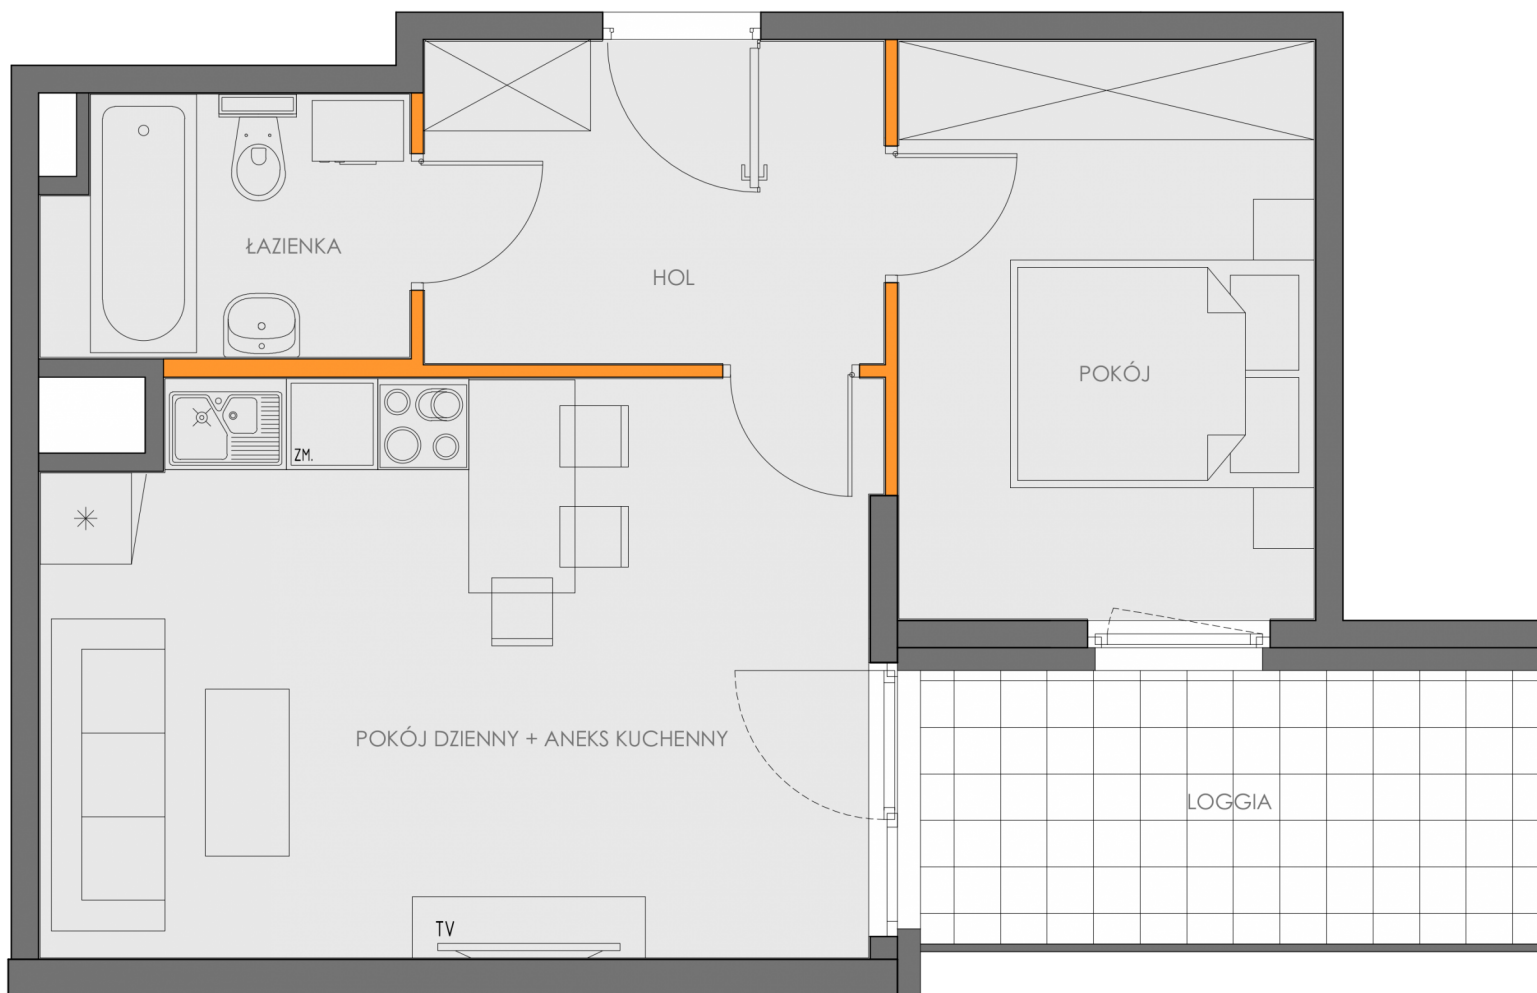 ŁAZIENKA
HOL
POKÓJ
ZM.
POKÓJ DZIENNY + ANEKS KUCHENNY
LOGGIA
TV